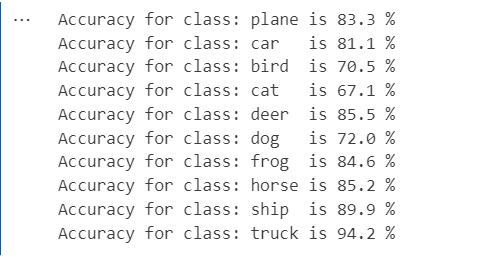 ... Accuracy for class: plane is 83.3 %
Accuracy for class: car   is 81.1 %
Accuracy for class: bird  is 70.5 %
Accuracy for class: cat   is 67.1 %
Accuracy for class: deer  is 85.5 %
Accuracy for class: dog   is 72.0 %
Accuracy for class: frog  is 84.6 %
Accuracy for class: horse is 85.2 %
Accuracy for class: ship  is 89.9 %
Accuracy for class: truck is 94.2 %